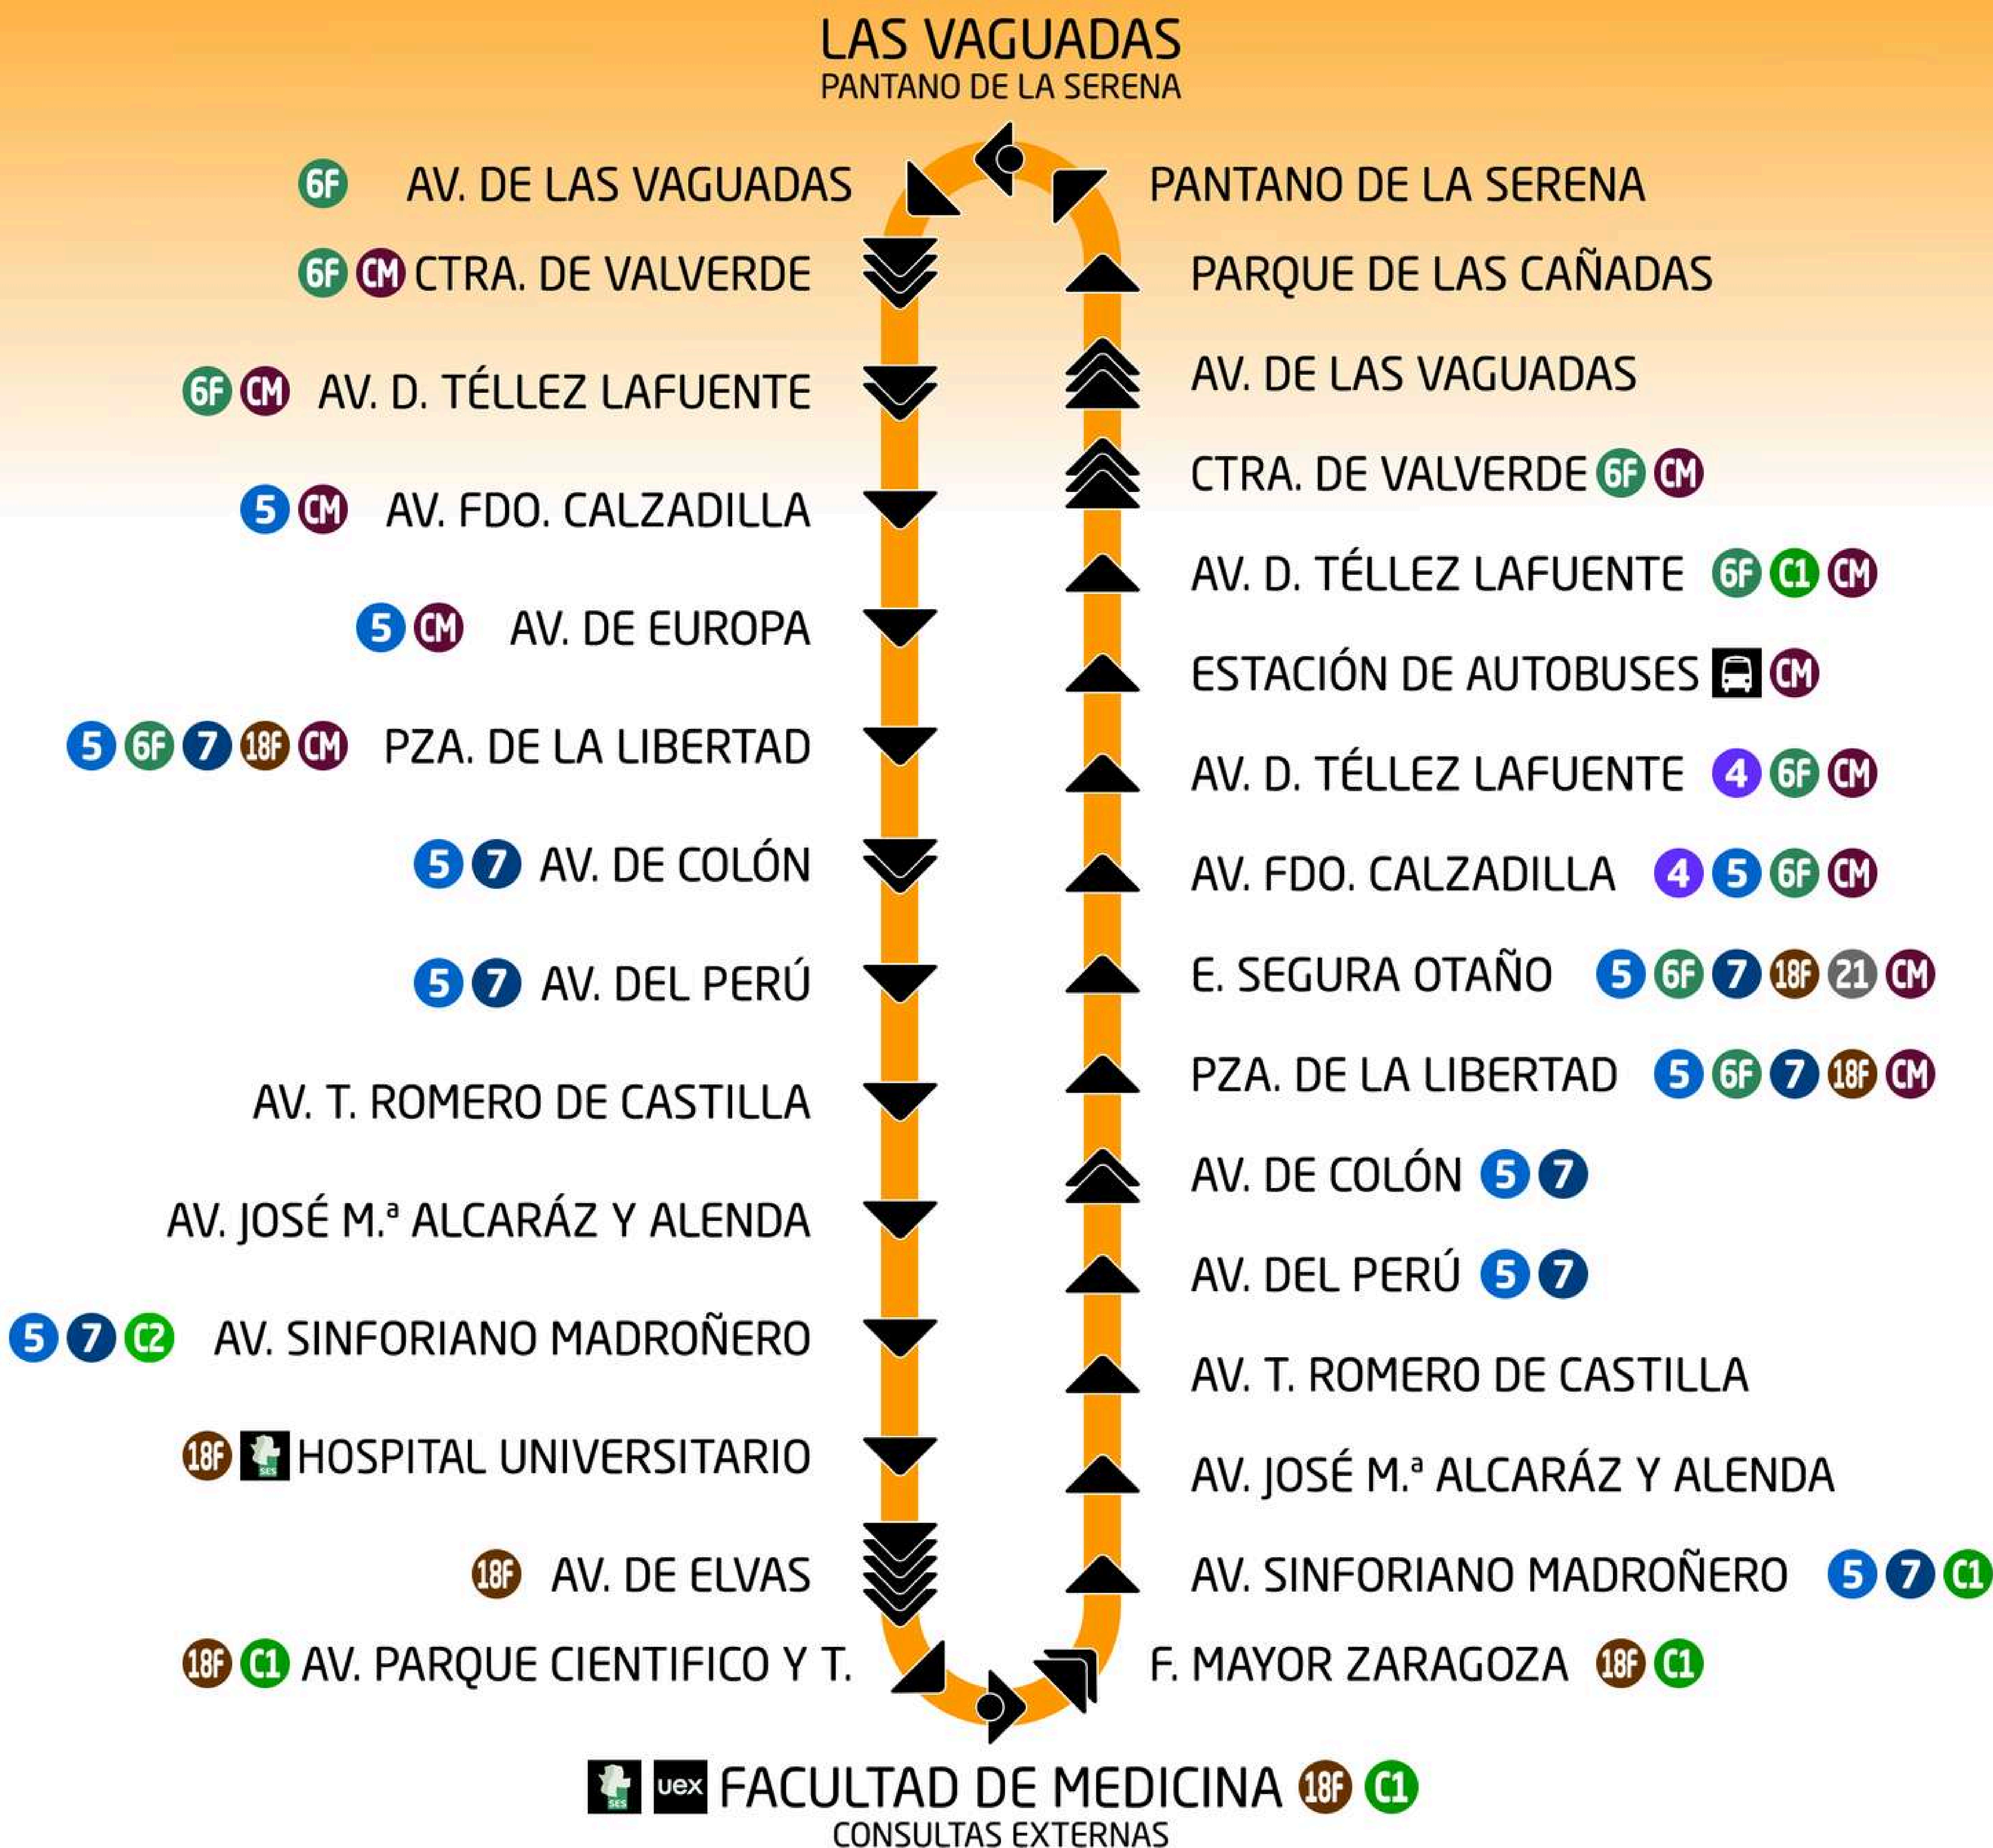 LAS VAGUADAS
PANTANO DE LA SERENA
6F AV. DE LAS VAGUADAS
6F CM CTRA. DE VALVERDE
6F CM AV. D. TÉLLEZ LAFUENTE
5 CM AV. FDO. CALZADILLA
5 CM AV. DE EUROPA
5 6F 7 18F CM PZA. DE LA LIBERTAD
5 7 AV. DE COLÓN
5 7 AV. DEL PERÚ
AV. T. ROMERO DE CASTILLA
AV. JOSÉ M.ª ALCARÁZ Y ALENDA
5 7 C2 AV. SINFORIANO MADROÑERO
18F SES HOSPITAL UNIVERSITARIO
18F AV. DE ELVAS
18F C1 AV. PARQUE CIENTIFICO Y T.
PANTANO DE LA SERENA
PARQUE DE LAS CAÑADAS
AV. DE LAS VAGUADAS
CTRA. DE VALVERDE 6F CM
AV. D. TÉLLEZ LAFUENTE 6F C1 CM
ESTACIÓN DE AUTOBUSES CM
AV. D. TÉLLEZ LAFUENTE 4 6F CM
AV. FDO. CALZADILLA 4 5 6F CM
E. SEGURA OTAÑO 5 6F 7 18F 21 CM
PZA. DE LA LIBERTAD 5 6F 7 18F CM
AV. DE COLÓN 5 7
AV. DEL PERÚ 5 7
AV. T. ROMERO DE CASTILLA
AV. JOSÉ M.ª ALCARÁZ Y ALENDA
AV. SINFORIANO MADROÑERO 5 7 C1
F. MAYOR ZARAGOZA 18F C1
SES uex FACULTAD DE MEDICINA 18F C1
CONSULTAS EXTERNAS